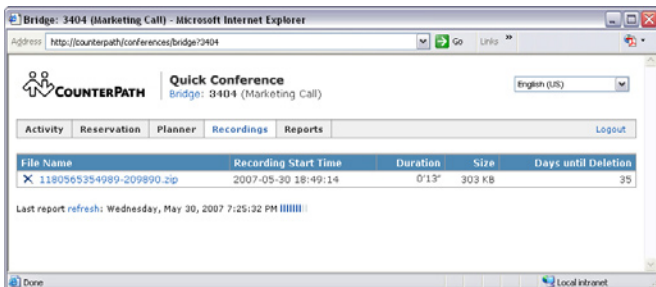 Bridge: 3404 (Marketing Call) - Microsoft Internet Explorer
Address http://counterpath/conferences/bridge?3404 Go Links »
COUNTERPATH Quick Conference English (US)
Bridge: 3404 (Marketing Call)
Activity Reservation Planner Recordings Reports Logout
File Name Recording Start Time Duration Size Days until Deletion
1180565354989-209890.zip 2007-05-30 18:49:14 0'13" 303 KB 35
Last report refresh: Wednesday, May 30, 2007 7:25:32 PM
Done Local intranet